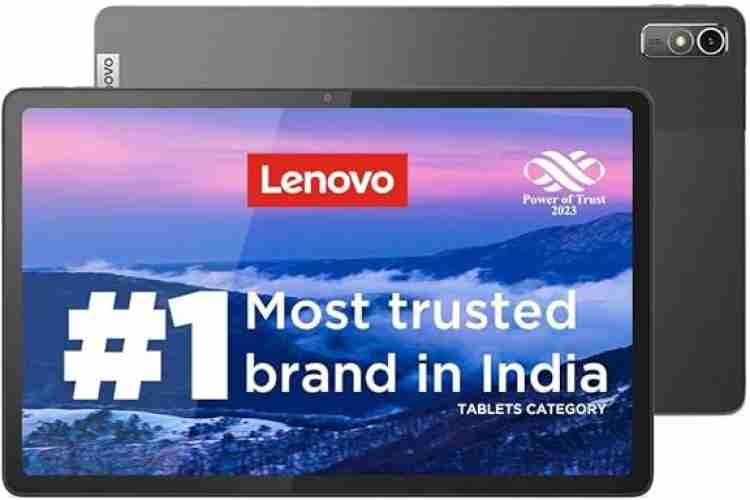 Lenovo
Lenovo
Power of Trust
2023
#1 Most trusted
brand in India
TABLETS CATEGORY